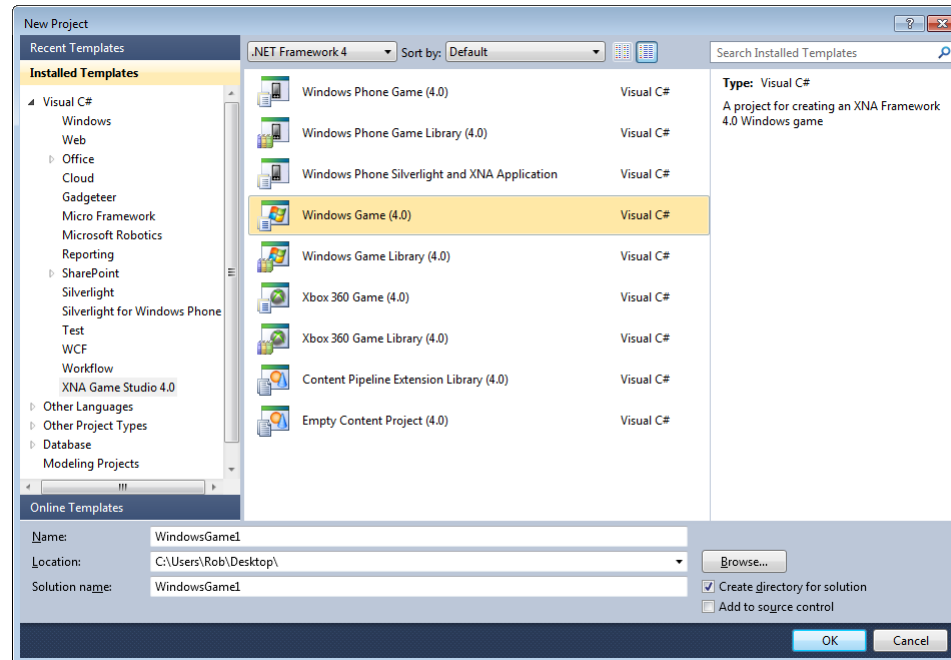 New Project
Recent Templates
Installed Templates
Visual C#
Windows
Web
Office
Cloud
Gadgeteer
Micro Framework
Microsoft Robotics
Reporting
SharePoint
Silverlight
Silverlight for Windows Phone
Test
WCF
Workflow
XNA Game Studio 4.0
Other Languages
Other Project Types
Database
Modeling Projects
Online Templates
.NET Framework 4 Sort by: Default
Windows Phone Game (4.0) Visual C#
Windows Phone Game Library (4.0) Visual C#
Windows Phone Silverlight and XNA Application Visual C#
Windows Game (4.0) Visual C#
Windows Game Library (4.0) Visual C#
Xbox 360 Game (4.0) Visual C#
Xbox 360 Game Library (4.0) Visual C#
Content Pipeline Extension Library (4.0) Visual C#
Empty Content Project (4.0) Visual C#
Search Installed Templates
Type: Visual C#
A project for creating an XNA Framework
4.0 Windows game
Name: WindowsGame1
Location: C:\Users\Rob\Desktop\ Browse...
Solution name: WindowsGame1
Create directory for solution
Add to source control
OK Cancel